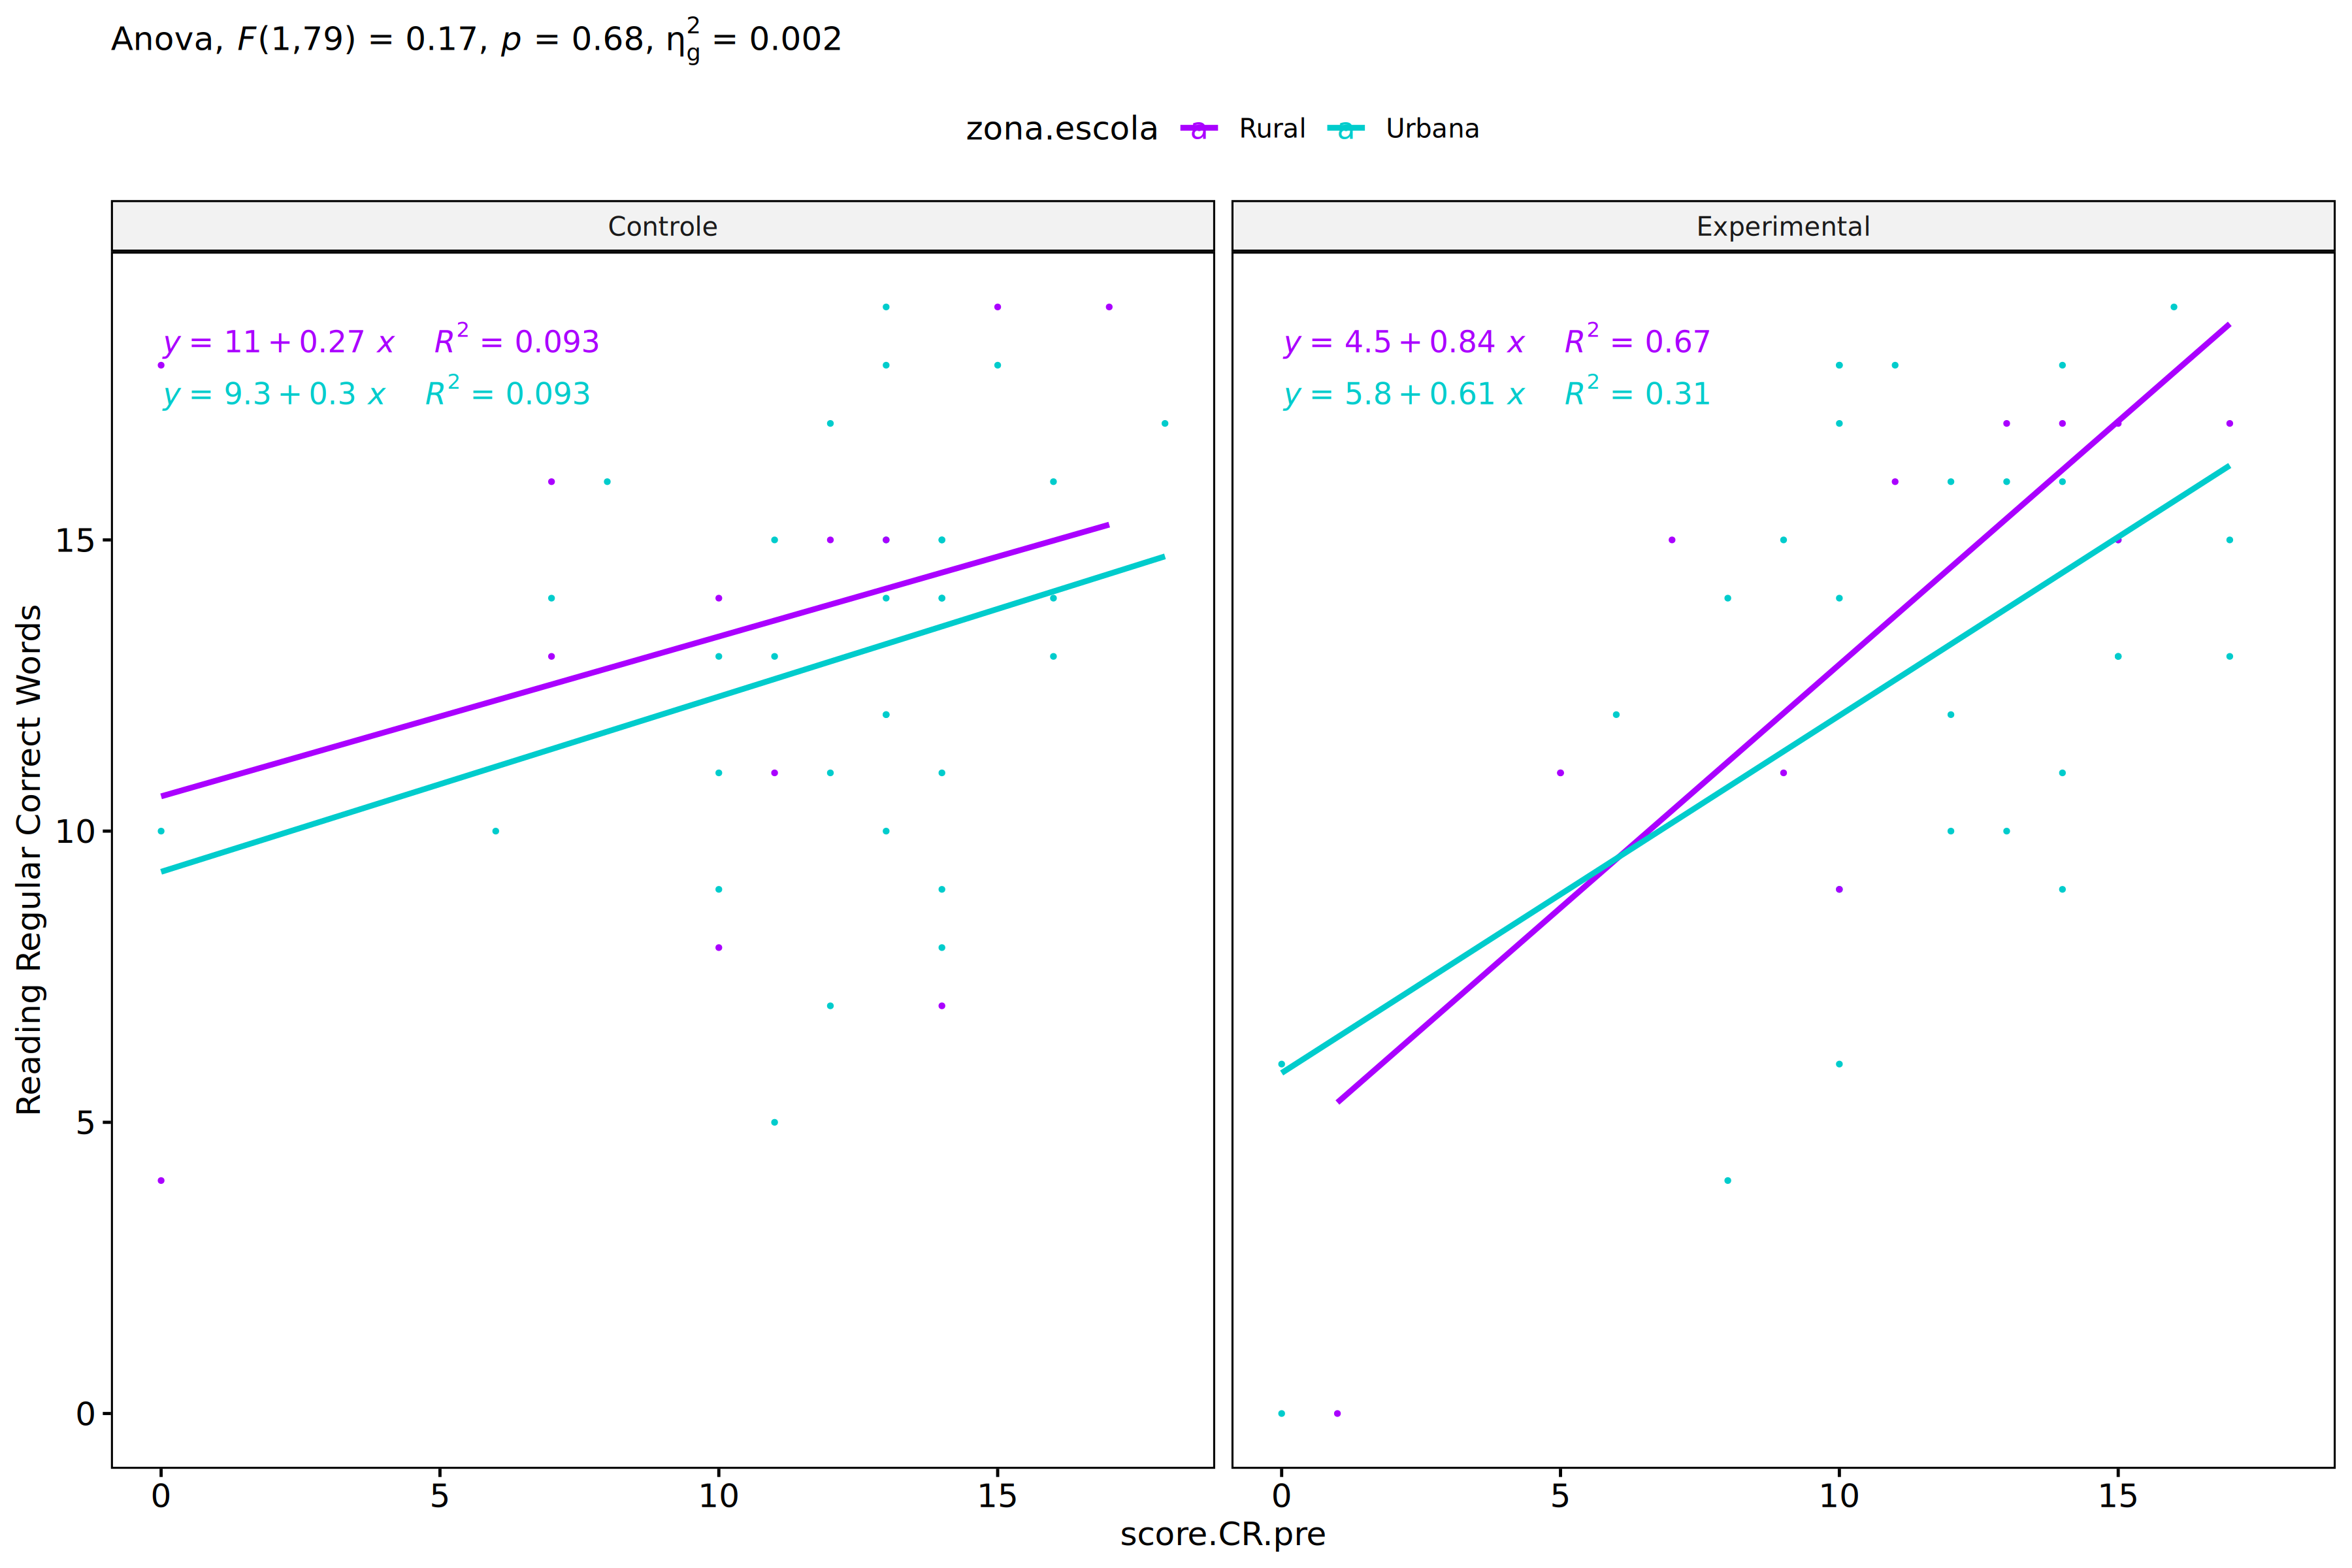 Anova, F(1,79) = 0.17, p = 0.68, η²g = 0.002
zona.escola a Rural a Urbana
Controle
Experimental
y = 11 + 0.27 x R² = 0.093
y = 9.3 + 0.3 x R² = 0.093
y = 4.5 + 0.84 x R² = 0.67
y = 5.8 + 0.61 x R² = 0.31
Reading Regular Correct Words
15
10
5
0
0 5 10 15
0 5 10 15
score.CR.pre